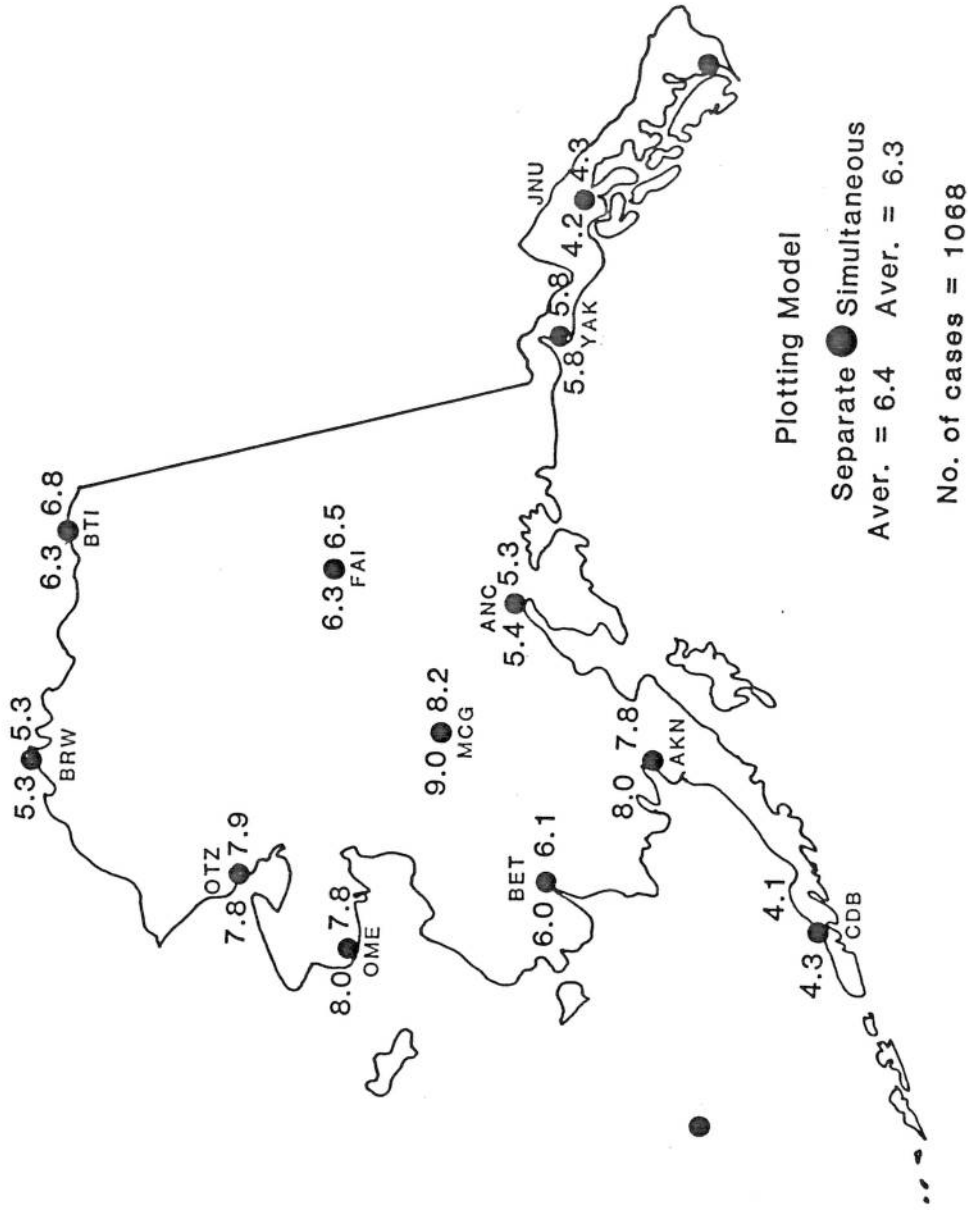 5.3 5.3
BRW
6.3 6.8
BTI
OTZ
7.8 7.9
8.0 7.8
OME
6.3 6.5
FAI
9.0 8.2
MCG
BET
6.0 6.1
ANC
5.4 5.3
8.0 7.8
AKN
4.3 4.1
CDB
5.8 5.8
YAK
JNU
4.2 4.3
Plotting Model
Separate Simultaneous
Aver. = 6.4 Aver. = 6.3
No. of cases = 1068